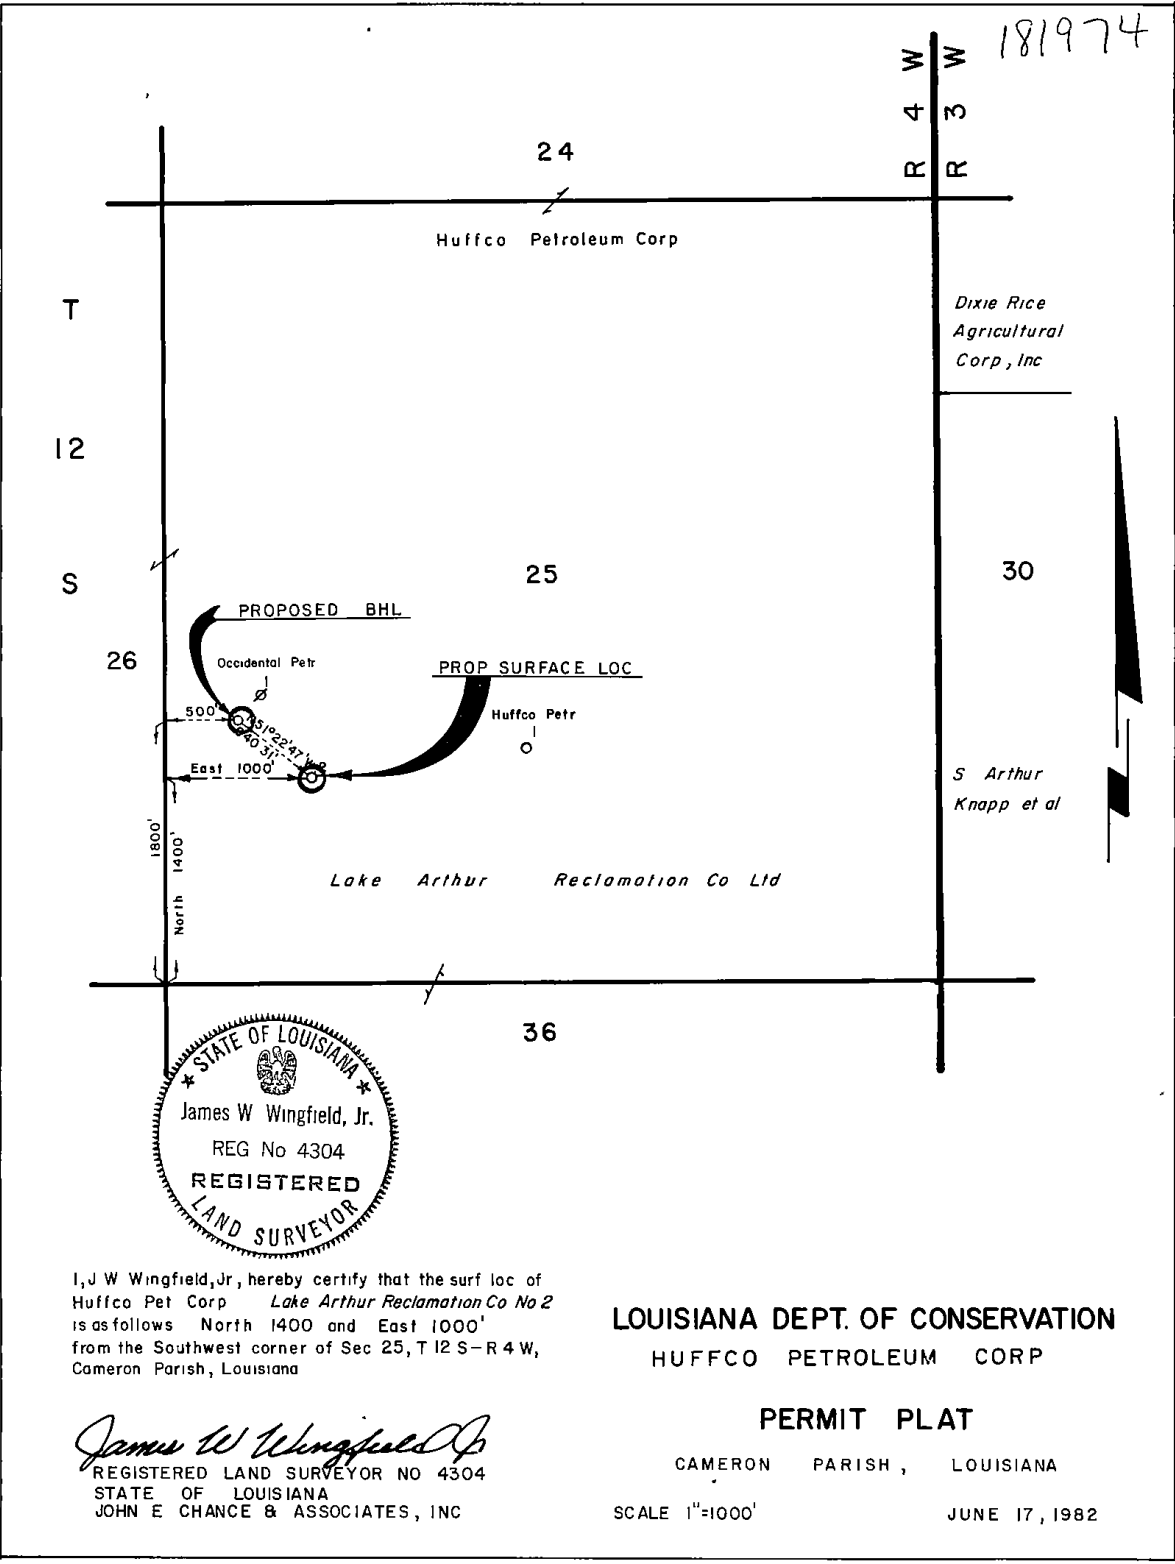 181974
R 4 W
R 3 W
24
Huffco Petroleum Corp
T
12
S
Dixie Rice
Agricultural
Corp, Inc
25
30
26
PROPOSED BHL
Occidental Petr
PROP SURFACE LOC
Huffco Petr
500'
N51°22'47"W
640 31'
2
East 1000'
1800'
North 1400'
S Arthur
Knapp et al
Lake Arthur Reclamation Co Ltd
36
STATE OF LOUISIANA
James W Wingfield, Jr.
REG No 4304
REGISTERED
LAND SURVEYOR
I, J W Wingfield, Jr, hereby certify that the surf loc of
Huffco Pet Corp Lake Arthur Reclamation Co No 2
is as follows North 1400 and East 1000'
from the Southwest corner of Sec 25, T 12 S-R 4 W,
Cameron Parish, Louisiana
James W Wingfield Jr
REGISTERED LAND SURVEYOR NO 4304
STATE OF LOUISIANA
JOHN E CHANCE & ASSOCIATES, INC
LOUISIANA DEPT. OF CONSERVATION
HUFFCO PETROLEUM CORP
PERMIT PLAT
CAMERON PARISH, LOUISIANA
SCALE 1"=1000'
JUNE 17, 1982